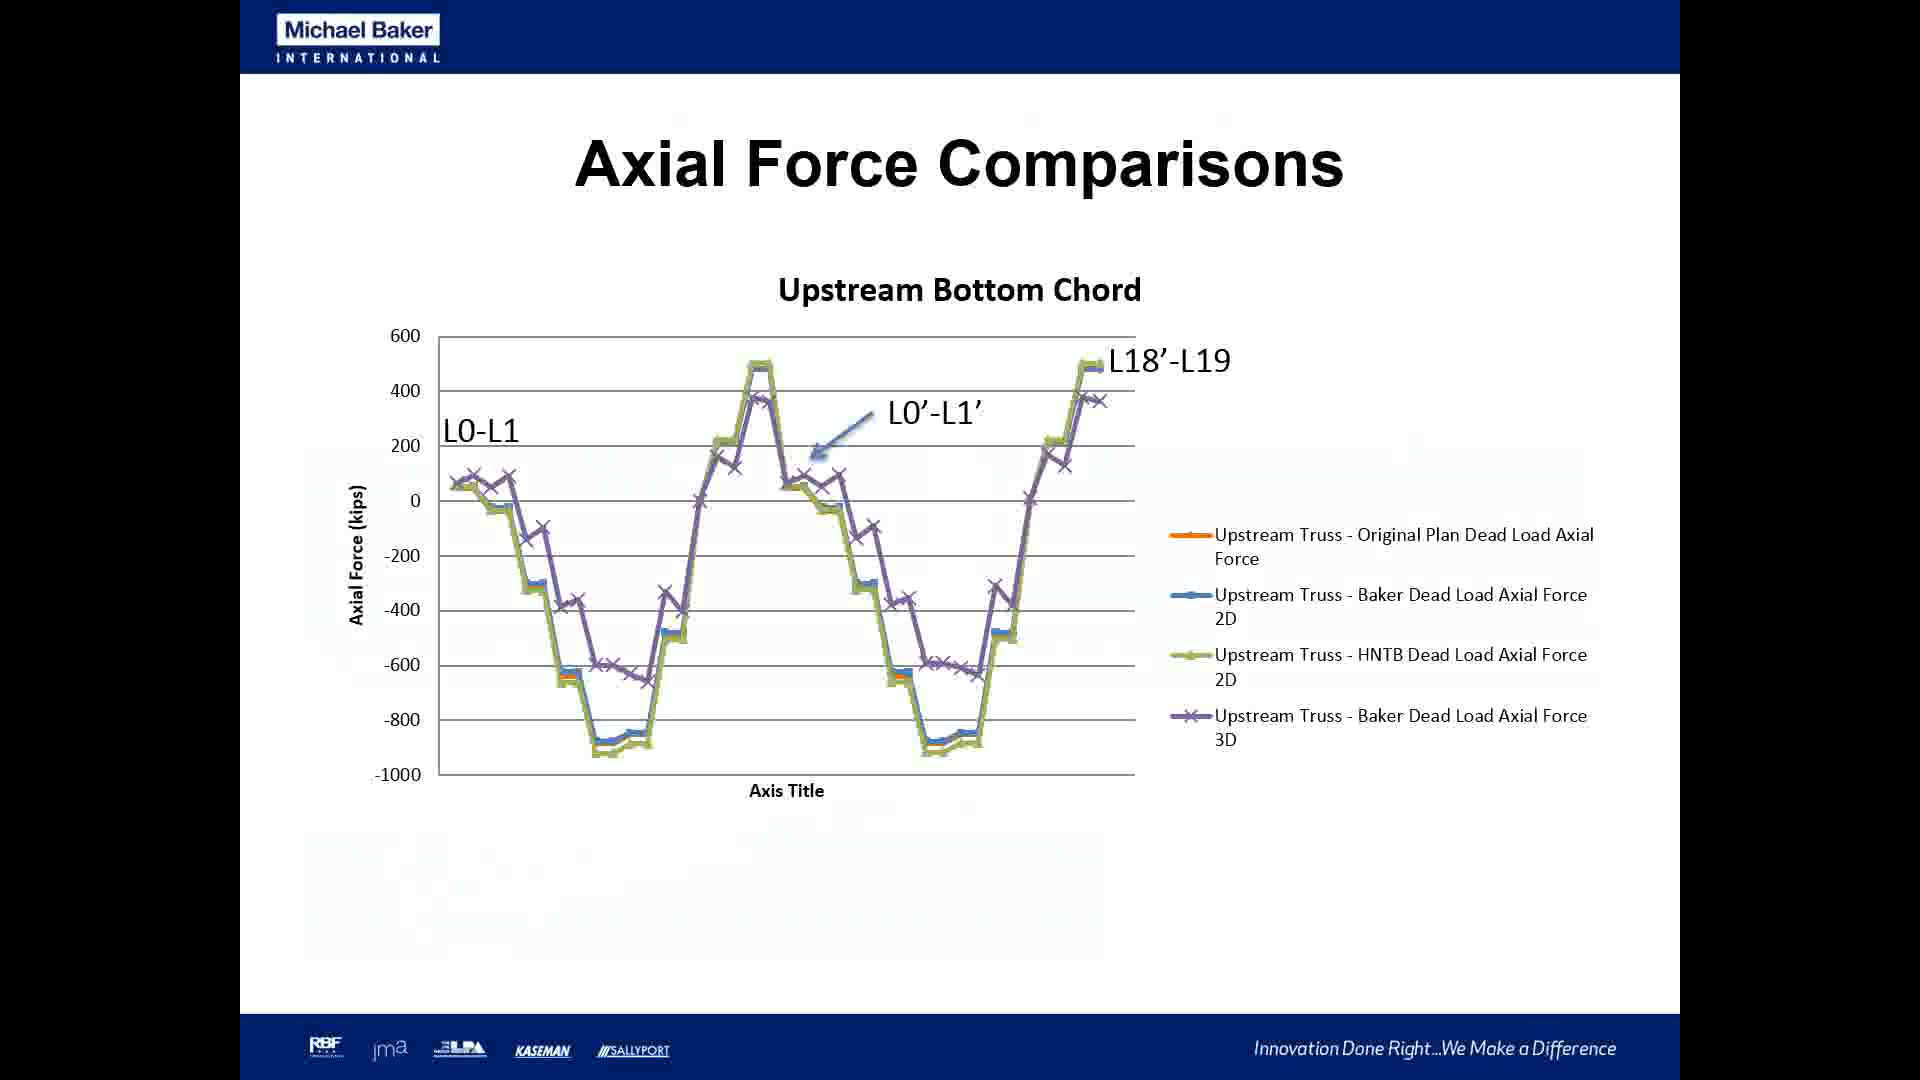 Michael Baker
INTERNATIONAL
Axial Force Comparisons
Upstream Bottom Chord
600
400
200
0
-200
-400
-600
-800
-1000
Axial Force (kips)
L0-L1
L0’-L1’
L18’-L19
Axis Title
Upstream Truss - Original Plan Dead Load Axial
Force
Upstream Truss - Baker Dead Load Axial Force
2D
Upstream Truss - HNTB Dead Load Axial Force
2D
Upstream Truss - Baker Dead Load Axial Force
3D
RBF
jma
LPA
KASEMAN
SALLYPORT
Innovation Done Right...We Make a Difference